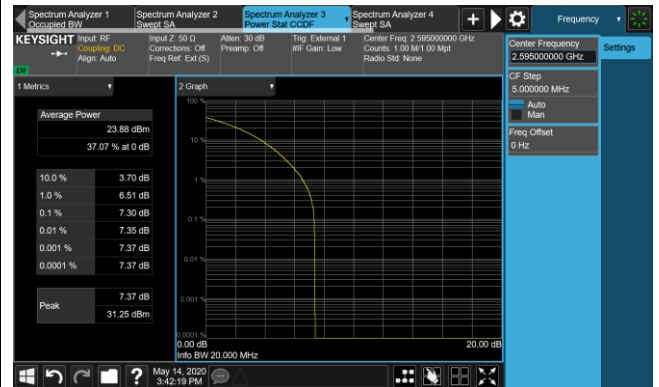 Spectrum Analyzer 1
Occupied BW
Spectrum Analyzer 2
Swept SA
Spectrum Analyzer 3
Power Stat CCDF
Spectrum Analyzer 4
Swept SA
Frequency
KEYSIGHT
Input: RF
Coupling: DC
Align: Auto
Input Z: 50 Ω
Corrections: Off
Freq Ref: Ext (S)
Atten: 30 dB
Preamp: Off
Trig: External 1
#IF Gain: Low
Center Freq: 2.595000000 GHz
Counts: 1.00 M/1.00 Mpt
Radio Std: None
LXI
Center Frequency
2.595000000 GHz
Settings
CF Step
5.000000 MHz
Auto
Man
Freq Offset
0 Hz
1 Metrics
Average Power
23.88 dBm
37.07 % at 0 dB
10.0 % 3.70 dB
1.0 % 6.51 dB
0.1 % 7.30 dB
0.01 % 7.35 dB
0.001 % 7.37 dB
0.0001 % 7.37 dB
Peak
7.37 dB
31.25 dBm
2 Graph
100 %
10 %
1 %
0.1 %
0.01 %
0.001 %
0.0001 %
0.00 dB
20.00 dB
Info BW 20.000 MHz
May 14, 2020
3:42:19 PM